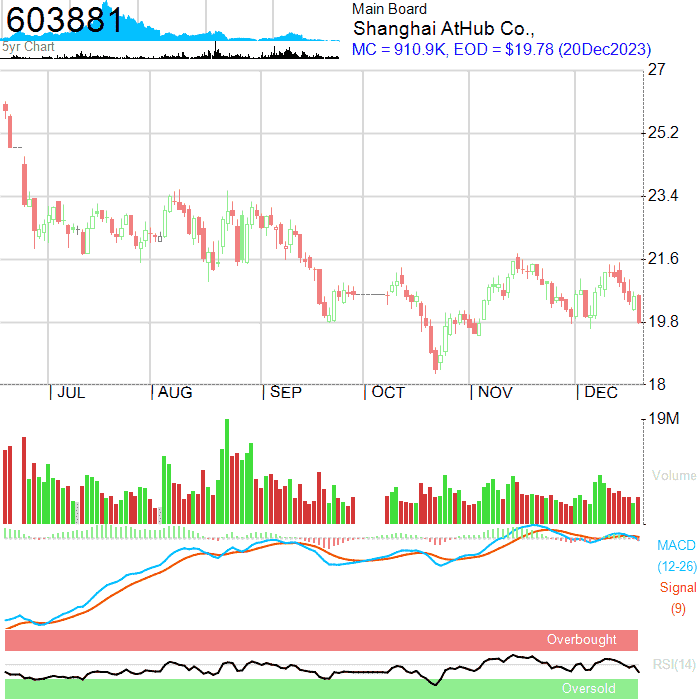 603881
5yr Chart
Main Board
Shanghai AtHub Co.,
MC = 910.9K, EOD = $19.78 (20Dec2023)
27
25.2
23.4
21.6
19.8
18
JUL AUG SEP OCT NOV DEC
19M
Volume
MACD
(12-26)
Signal
(9)
Overbought
RSI(14)
Oversold